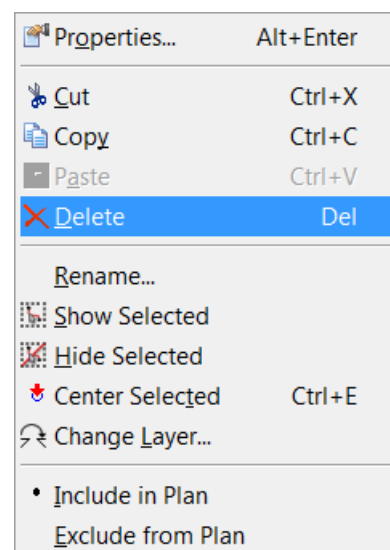 Properties... Alt+Enter
Cut Ctrl+X
Copy Ctrl+C
Paste Ctrl+V
Delete Del
Rename...
Show Selected
Hide Selected
Center Selected Ctrl+E
Change Layer...
Include in Plan
Exclude from Plan